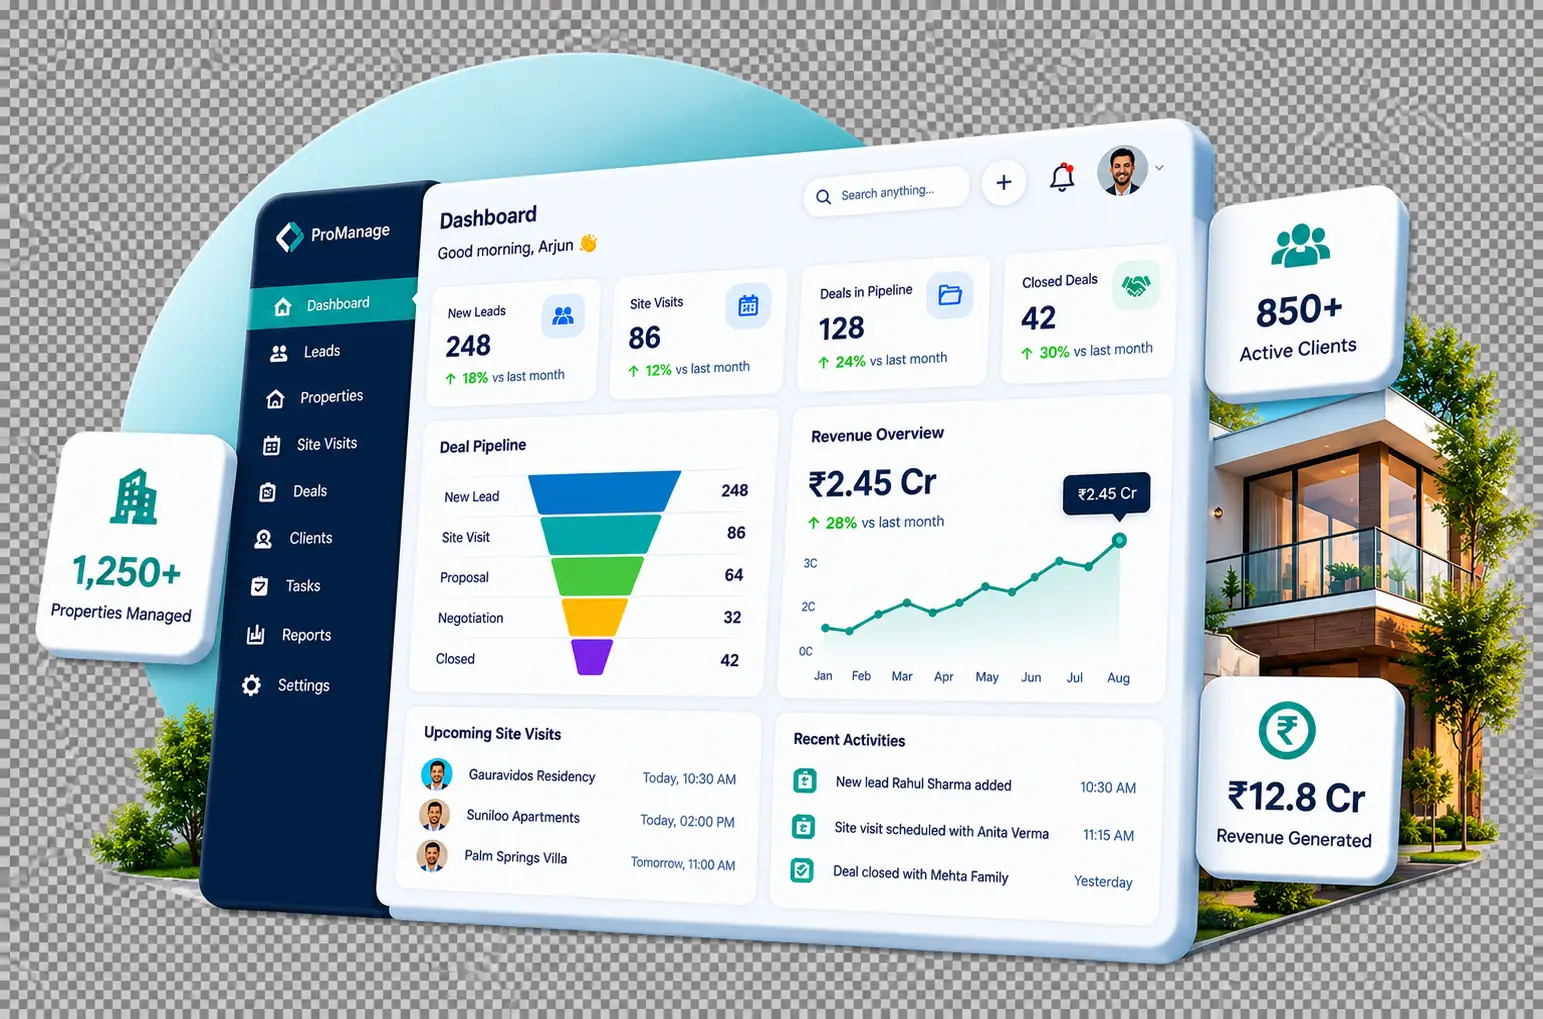 ProManage
Dashboard
Leads
Properties
Site Visits
Deals
Clients
Tasks
Reports
Settings
Dashboard
Good morning, Arjun 👋
Search anything...
New Leads
248
↑ 18% vs last month
Site Visits
86
↑ 12% vs last month
Deals in Pipeline
128
↑ 24% vs last month
Closed Deals
42
↑ 30% vs last month
Deal Pipeline
New Lead 248
Site Visit 86
Proposal 64
Negotiation 32
Closed 42
Revenue Overview
₹2.45 Cr
↑ 28% vs last month
₹2.45 Cr
3C
2C
0C
Jan Feb Mar Apr May Jun Jul Aug
Upcoming Site Visits
Gauravidos Residency Today, 10:30 AM
Suniloo Apartments Today, 02:00 PM
Palm Springs Villa Tomorrow, 11:00 AM
Recent Activities
New lead Rahul Sharma added 10:30 AM
Site visit scheduled with Anita Verma 11:15 AM
Deal closed with Mehta Family Yesterday
1,250+
Properties Managed
850+
Active Clients
₹12.8 Cr
Revenue Generated